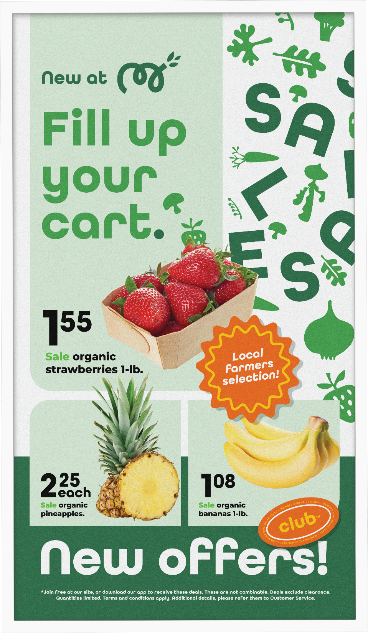 New at
Fill up
your
cart.
SALES
SA
1 55
Sale organic
strawberries 1-lb.
Local
farmers
selection!
2 25
each
Sale organic
pineapples.
1 08
Sale organic
bananas 1-lb.
club
New offers!
*Join free at our site, or download our app to receive these deals. These are not combinable. Deals exclude clearance.
Quantities limited. Terms and conditions apply. Additional details, please refer them to Customer Service.